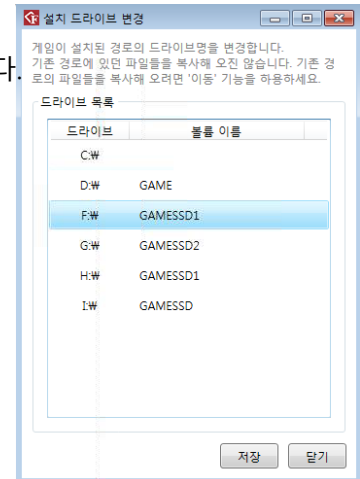 설치 드라이브 변경
게임이 설치된 경로의 드라이브명을 변경합니다.
기존 경로에 있던 파일들을 복사해 오진 않습니다. 기존 경
로의 파일들을 복사해 오려면 '이동' 기능을 하용하세요.
다.
드라이브 목록
드라이브 볼륨 이름
C:₩
D:₩ GAME
F:₩ GAMESSD1
G:₩ GAMESSD2
H:₩ GAMESSD1
I:₩ GAMESSD
저장 닫기